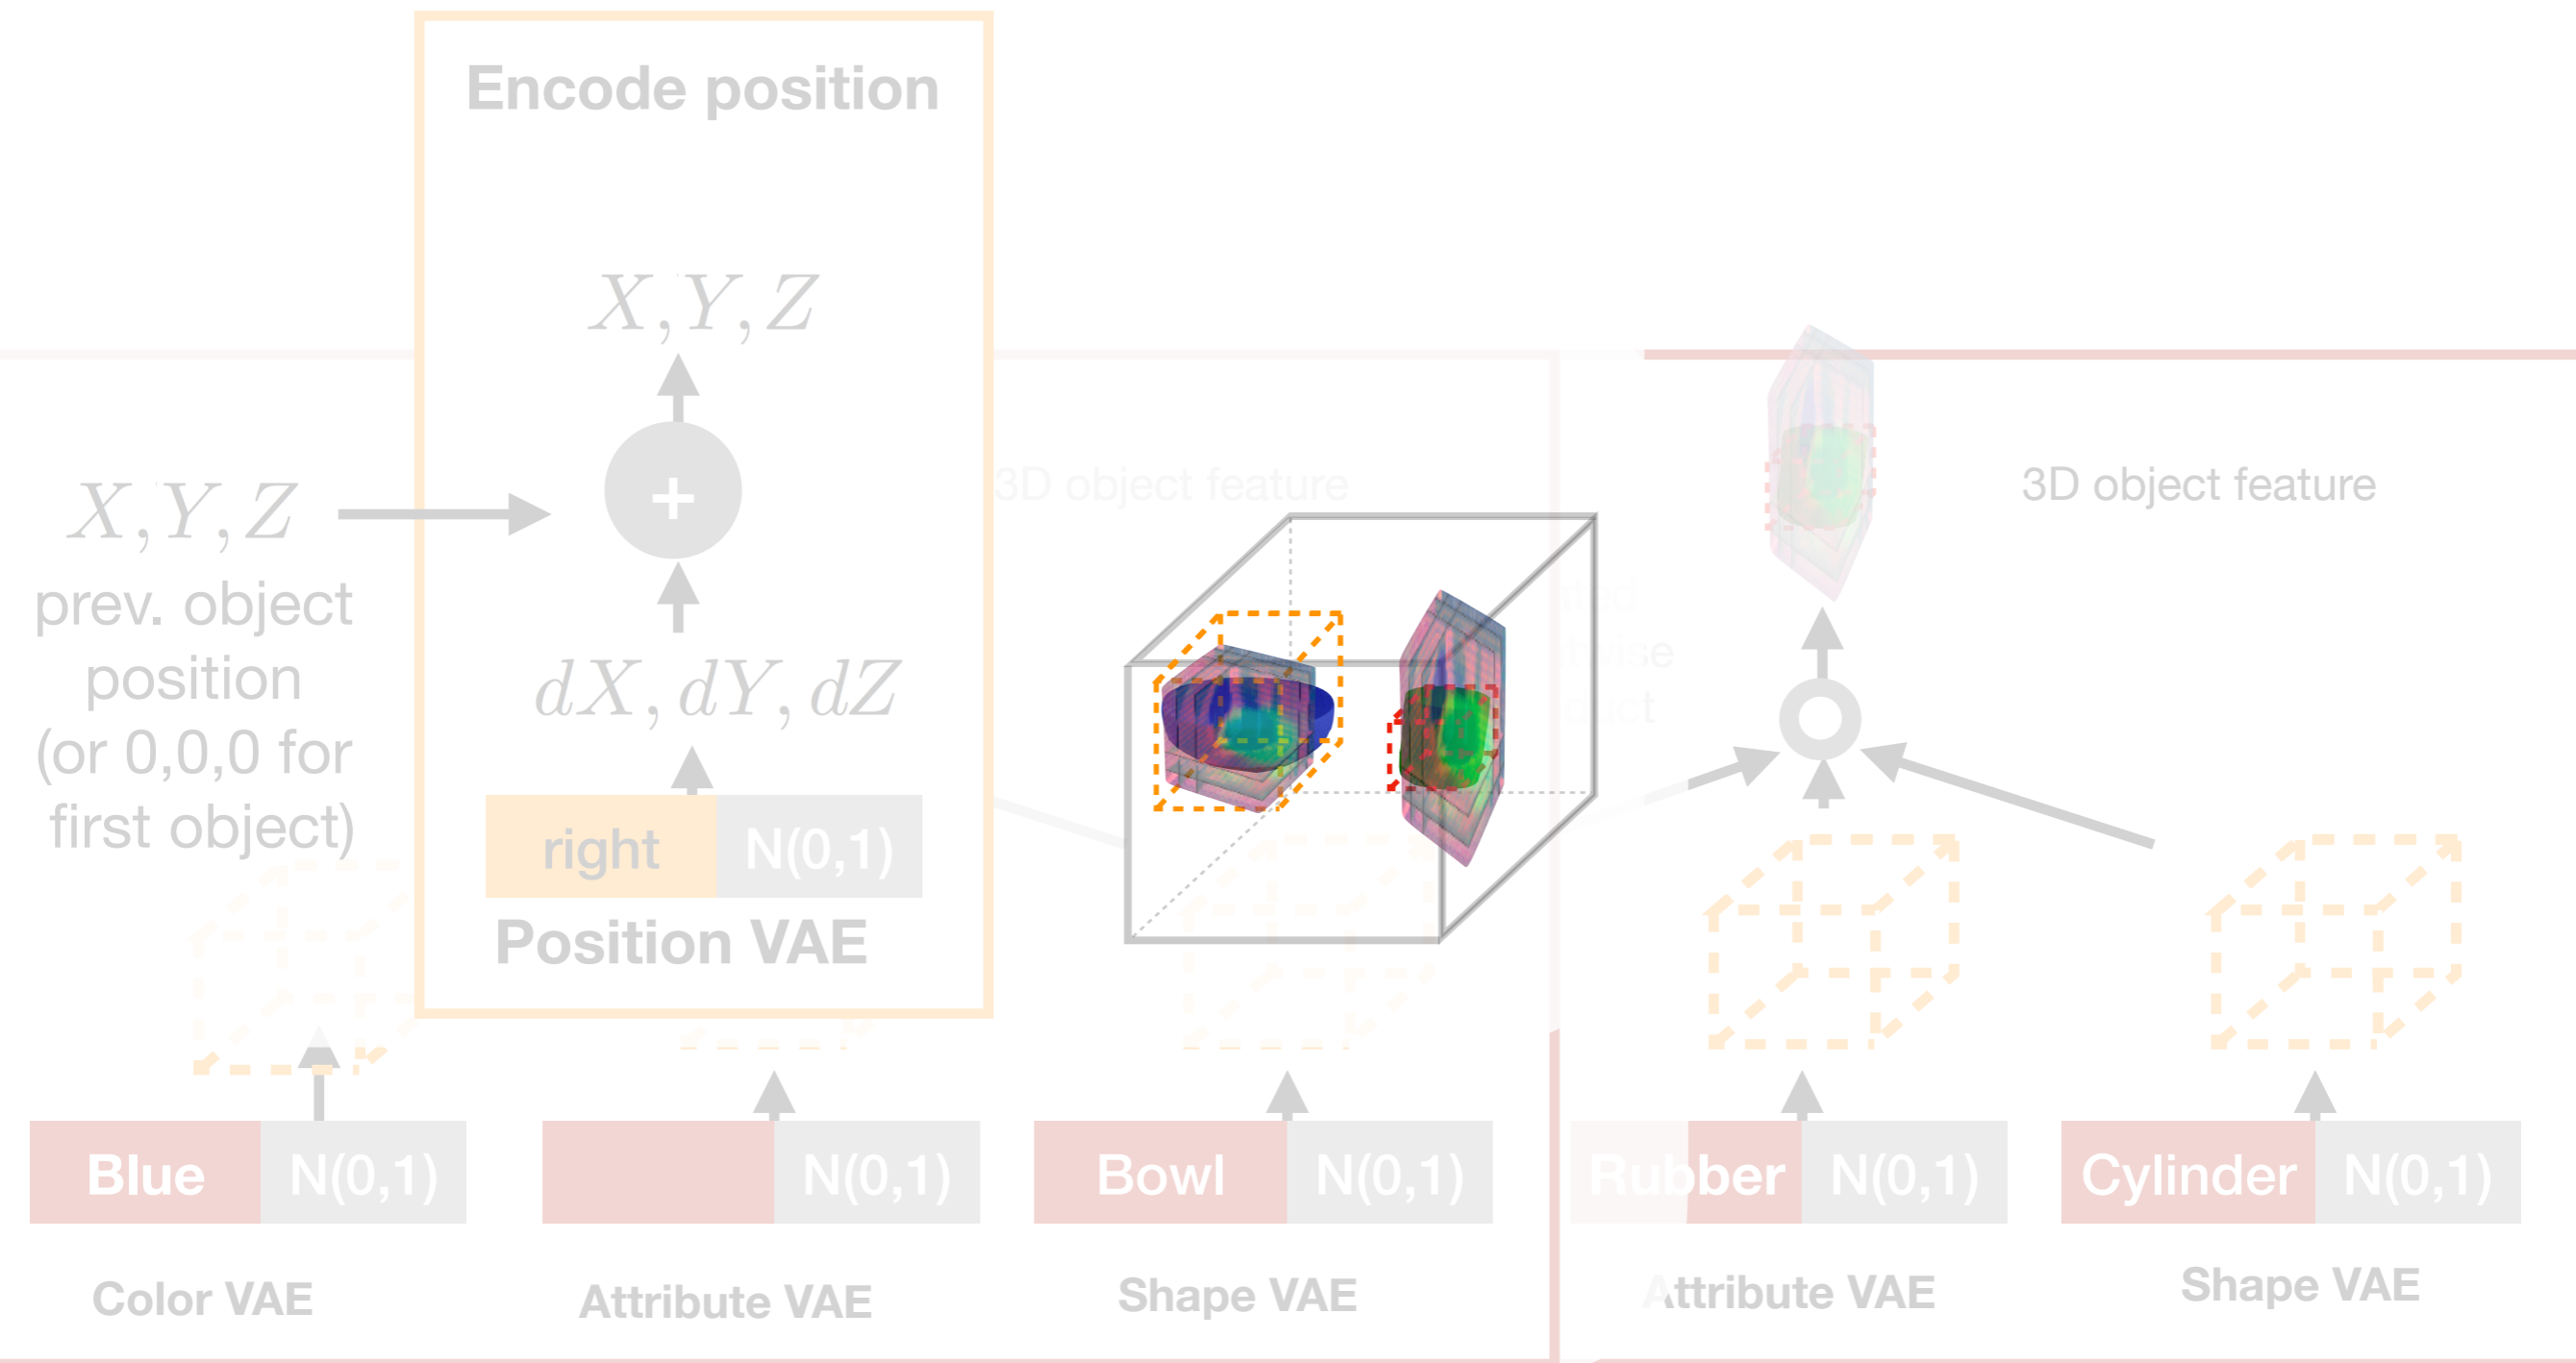 Encode position
X, Y, Z
+
X, Y, Z
prev. object
position
(or 0,0,0 for
first object)
dX, dY, dZ
right N(0,1)
Position VAE
3D object feature
3D object feature
Blue N(0,1)
N(0,1)
Bowl N(0,1)
Rubber N(0,1)
Cylinder N(0,1)
Color VAE
Attribute VAE
Shape VAE
Attribute VAE
Shape VAE